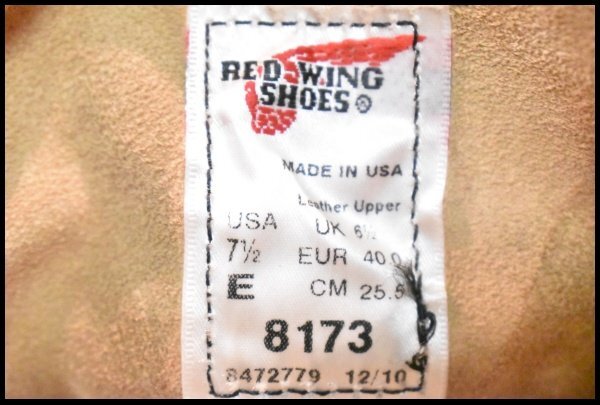 RED WING
SHOES®
MADE IN USA
Leather Upper
USA UK 6½
7½ EUR 40.0
E CM 25.5
8173
8472779 12/10